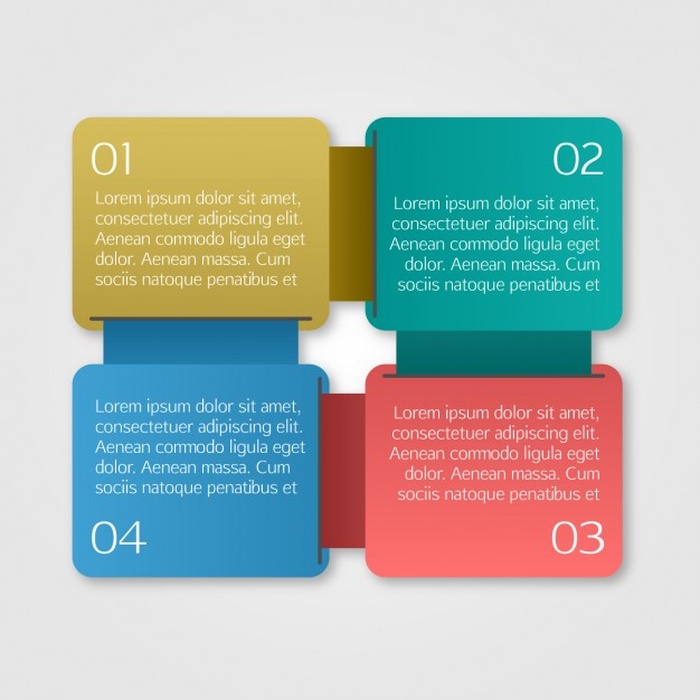 01
Lorem ipsum dolor sit amet,
consectetuer adipiscing elit.
Aenean commodo ligula eget
dolor. Aenean massa. Cum
sociis natoque penatibus et
02
Lorem ipsum dolor sit amet,
consectetuer adipiscing elit.
Aenean commodo ligula eget
dolor. Aenean massa. Cum
sociis natoque penatibus et
Lorem ipsum dolor sit amet,
consectetuer adipiscing elit.
Aenean commodo ligula eget
dolor. Aenean massa. Cum
sociis natoque penatibus et
03
Lorem ipsum dolor sit amet,
consectetuer adipiscing elit.
Aenean commodo ligula eget
dolor. Aenean massa. Cum
sociis natoque penatibus et
04